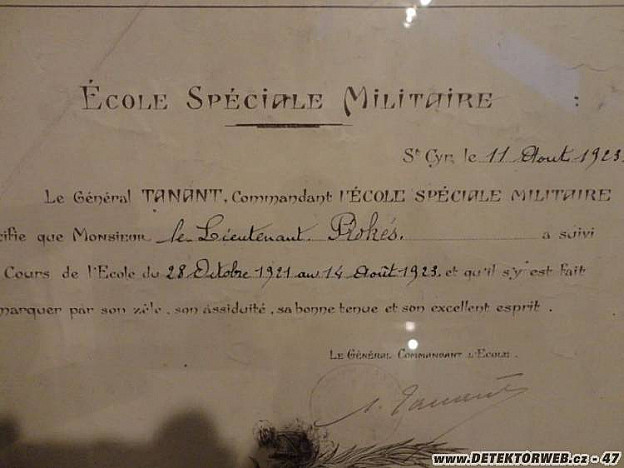 École Spéciale Militaire
St Cyr, le 11 Août 1923.
Le Général TANANT, Commandant l'ÉCOLE SPÉCIALE MILITAIRE
tifie que Monsieur le Lieutenant Prokés. a suivi
Cours de l'Ecole du 28 Octobre 1921 au 14 Août 1923. et qu'il s'y est fait
marquer par son zèle, son assiduité, sa bonne tenue et son excellent esprit.
Le Général Commandant l'Ecole.
Tanant
www.DETEKTORWEB.cz - 47